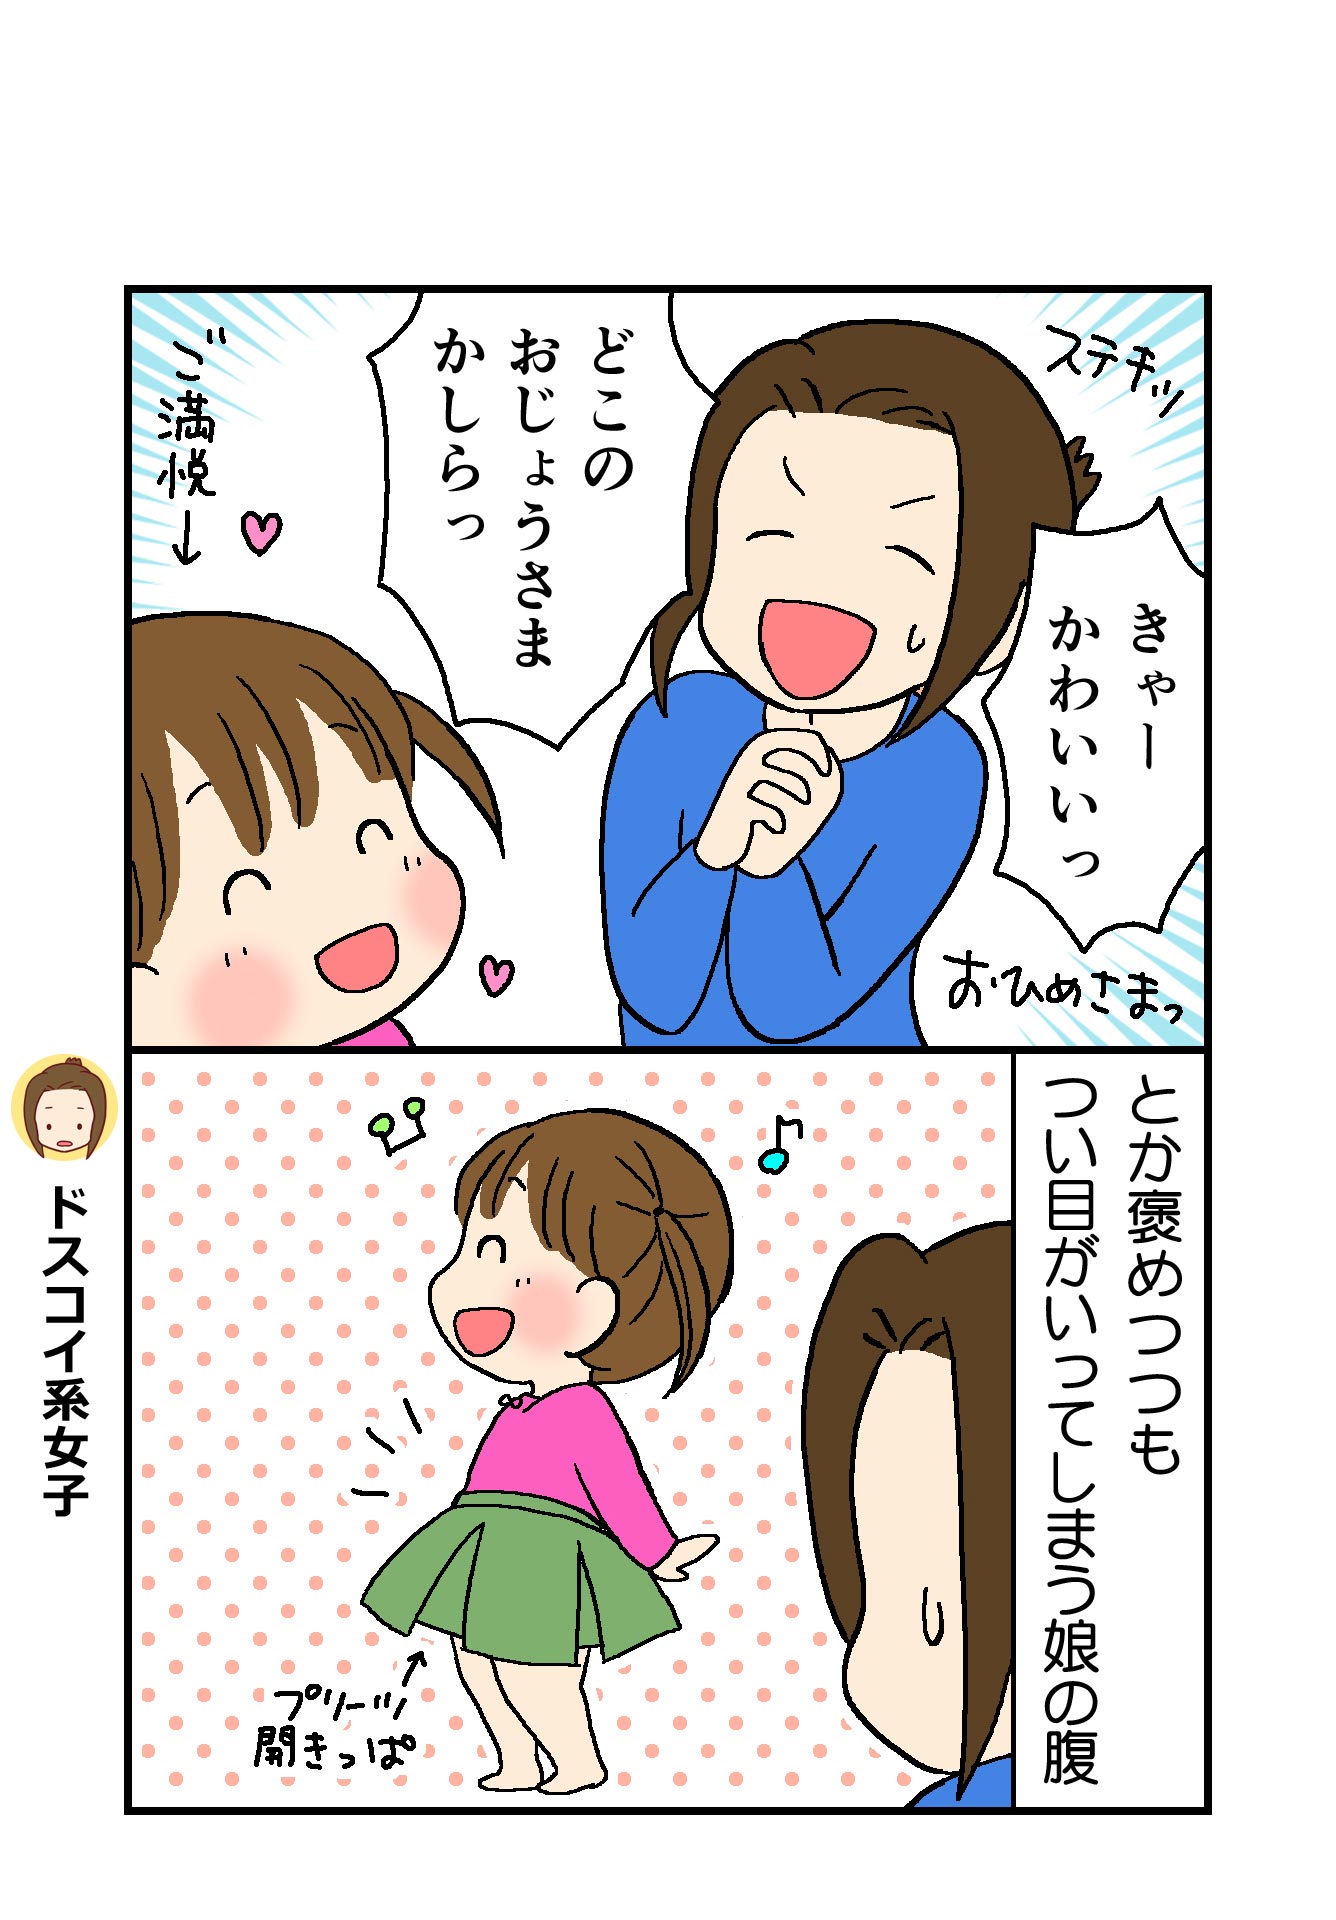 ステキッ
きゃー
かわいいっ
おひめさまっ
どこの
おじょうさま
かしらっ
ご満悦
とか褒めつつも
つい目がいってしまう娘の腹
プリーツ
開きっぱ
ドスコイ系女子